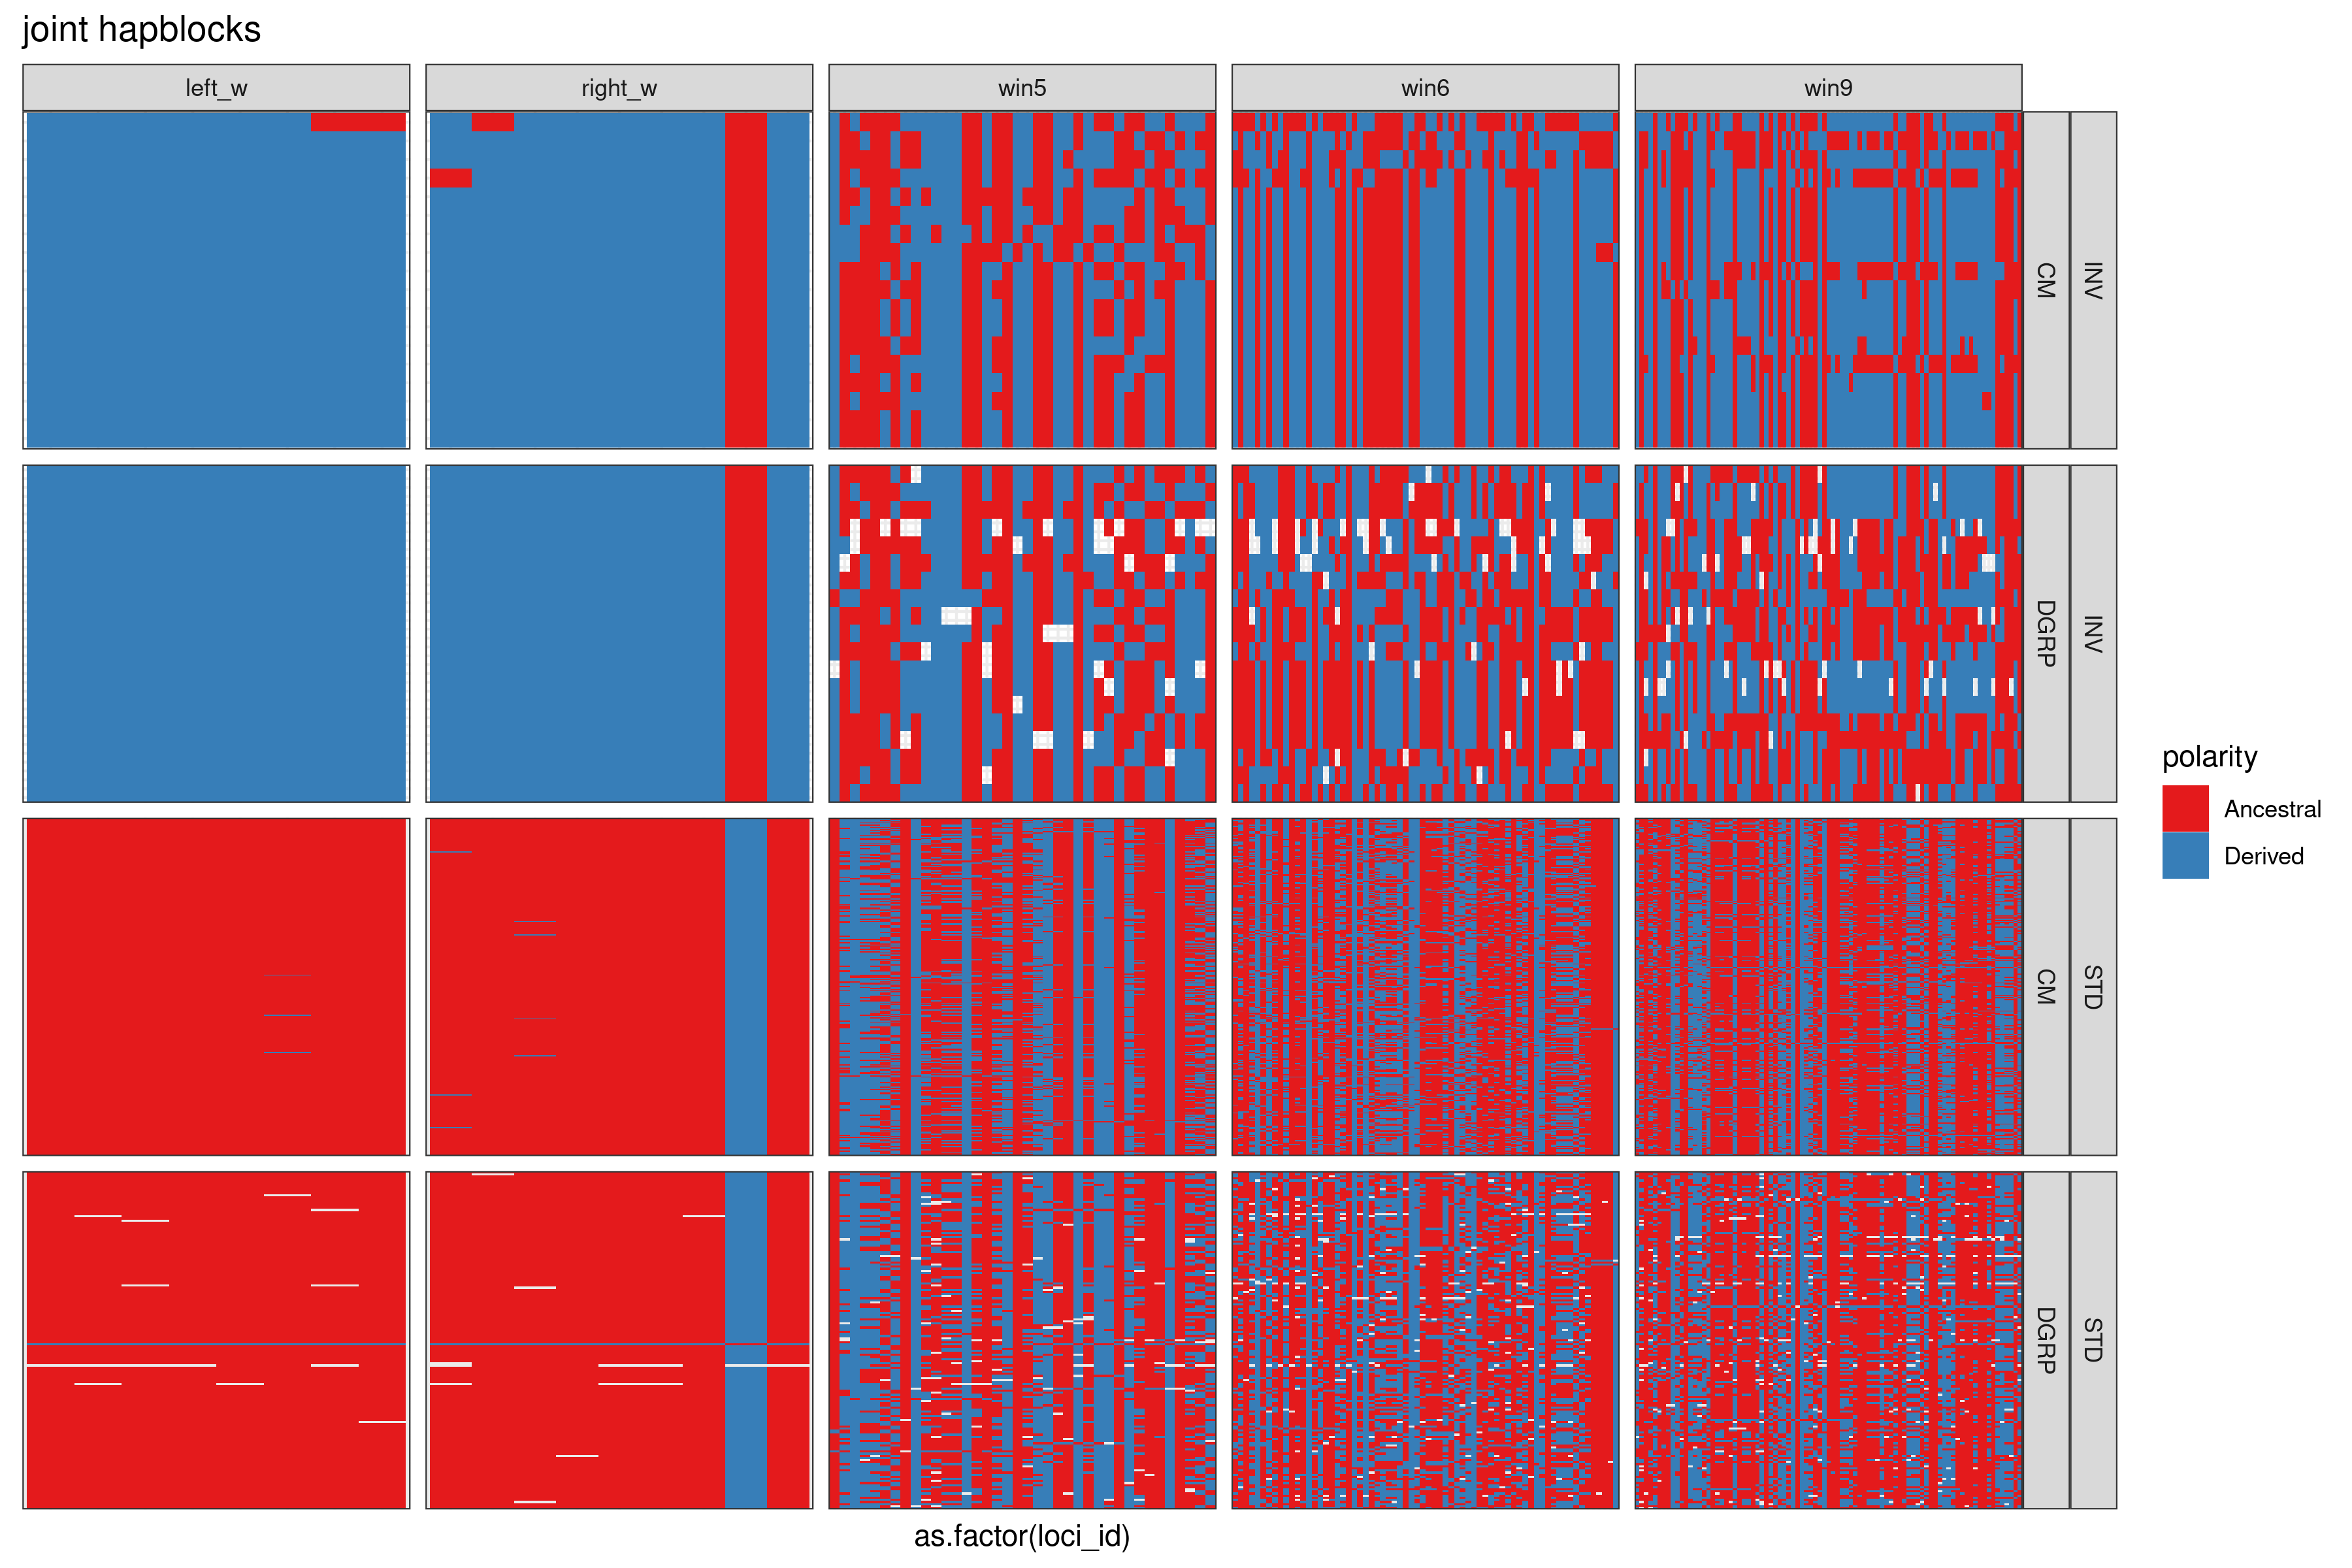 joint hapblocks
left_w right_w win5 win6 win9
CM INV
DGRP INV
CM STD
DGRP STD
polarity
Ancestral
Derived
as.factor(loci_id)